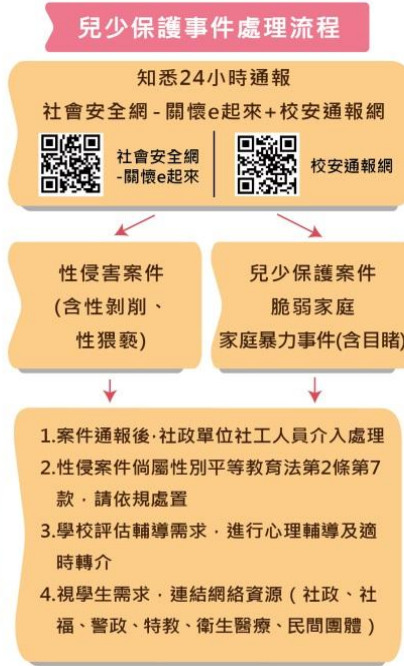 兒少保護事件處理流程
知悉24小時通報
社會安全網-關懷e起來+校安通報網
社會安全網
-關懷e起來
校安通報網
性侵害案件
(含性剝削、
性猥褻)
兒少保護案件
脆弱家庭
家庭暴力事件(含目睹)
1.案件通報後，社政單位社工人員介入處理
2.性侵案件倘屬性別平等教育法第2條第7
款，請依規處置
3.學校評估輔導需求，進行心理輔導及適
時轉介
4.視學生需求，連結網絡資源（社政、社
福、警政、特教、衛生醫療、民間團體）